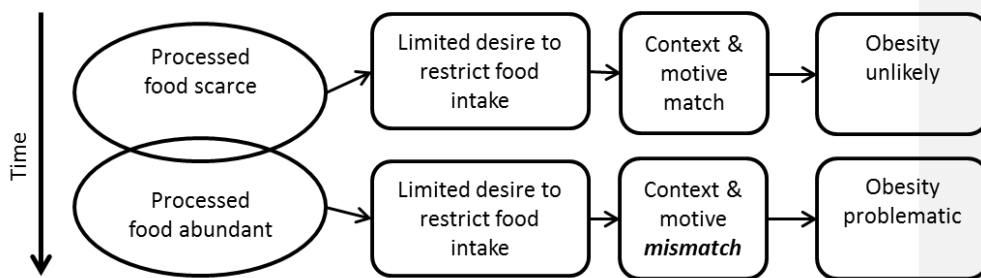 Time
Processed
food scarce
Limited desire to
restrict food
intake
Context &
motive
match
Obesity
unlikely
Processed
food abundant
Limited desire to
restrict food
intake
Context &
motive
mismatch
Obesity
problematic